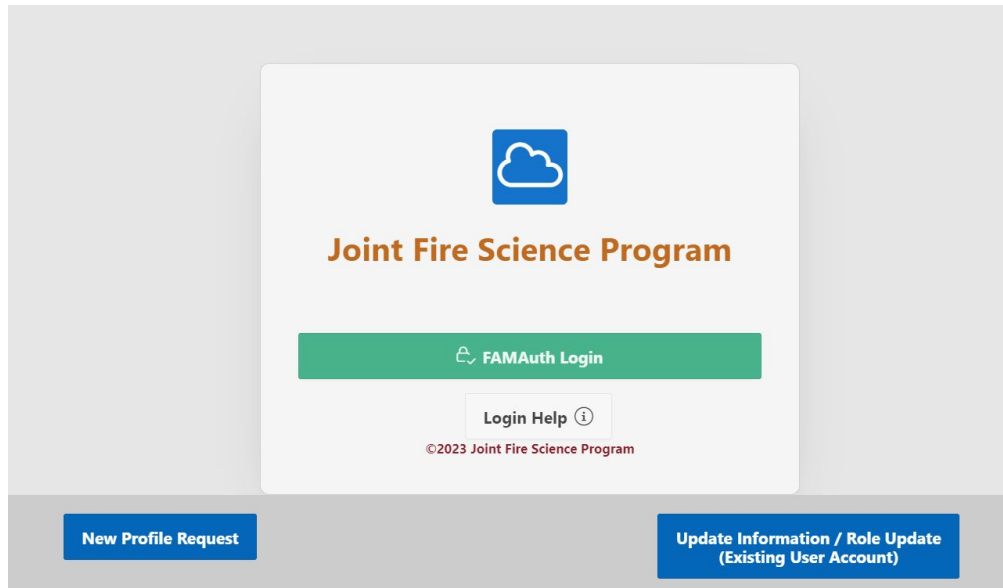 Joint Fire Science Program
FAMAuth Login
Login Help
©2023 Joint Fire Science Program
New Profile Request
Update Information / Role Update
(Existing User Account)